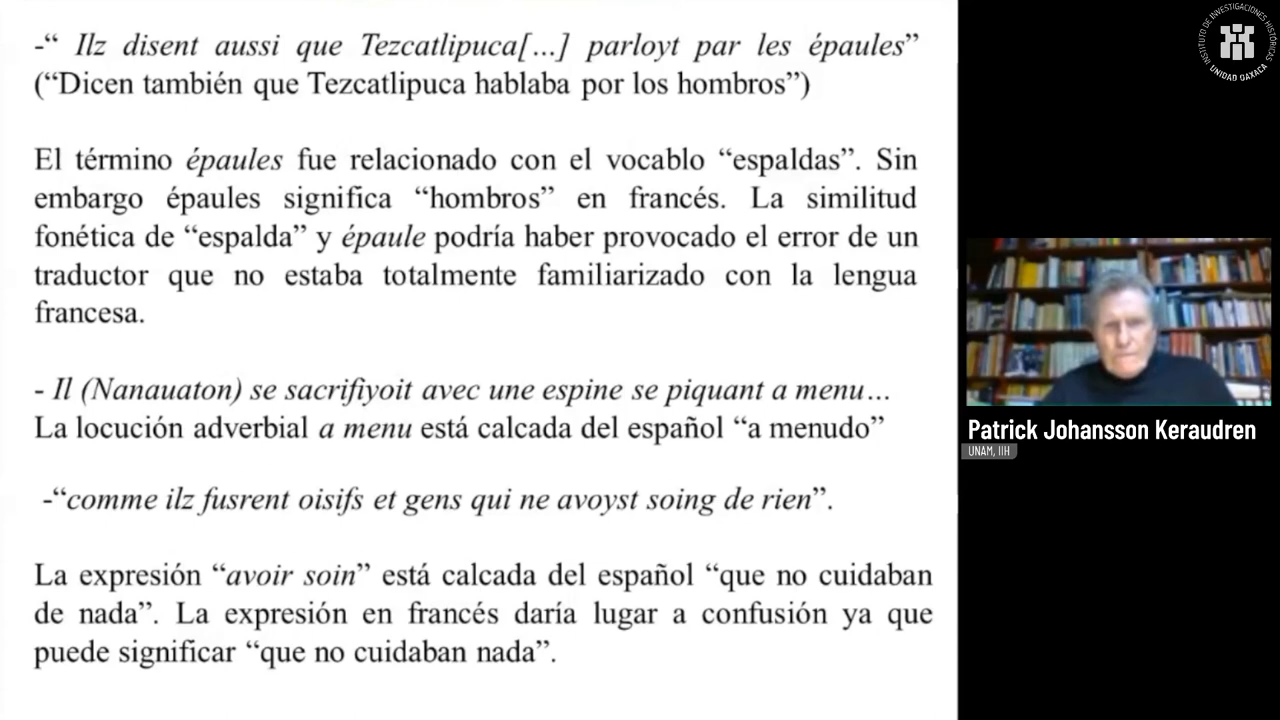 -“ Ilz disent aussi que Tezcatlipuca[...] parloyt par les épaules”
(“Dicen también que Tezcatlipuca hablaba por los hombros”)
El término épaules fue relacionado con el vocablo “espaldas”. Sin
embargo épaules significa “hombros” en francés. La similitud
fonética de “espalda” y épaule podría haber provocado el error de un
traductor que no estaba totalmente familiarizado con la lengua
francesa.
- Il (Nanauaton) se sacrifiyoit avec une espine se piquant a menu...
La locución adverbial a menu está calcada del español “a menudo”
-“comme ilz fusrent oisifs et gens qui ne avoyst soing de rien”.
La expresión “avoir soin” está calcada del español “que no cuidaban
de nada”. La expresión en francés daría lugar a confusión ya que
puede significar “que no cuidaban nada”.
INSTITUTO DE INVESTIGACIONES HISTÓRICAS
UNIDAD OAXACA
Patrick Johansson Keraudren
UNAM, IIH